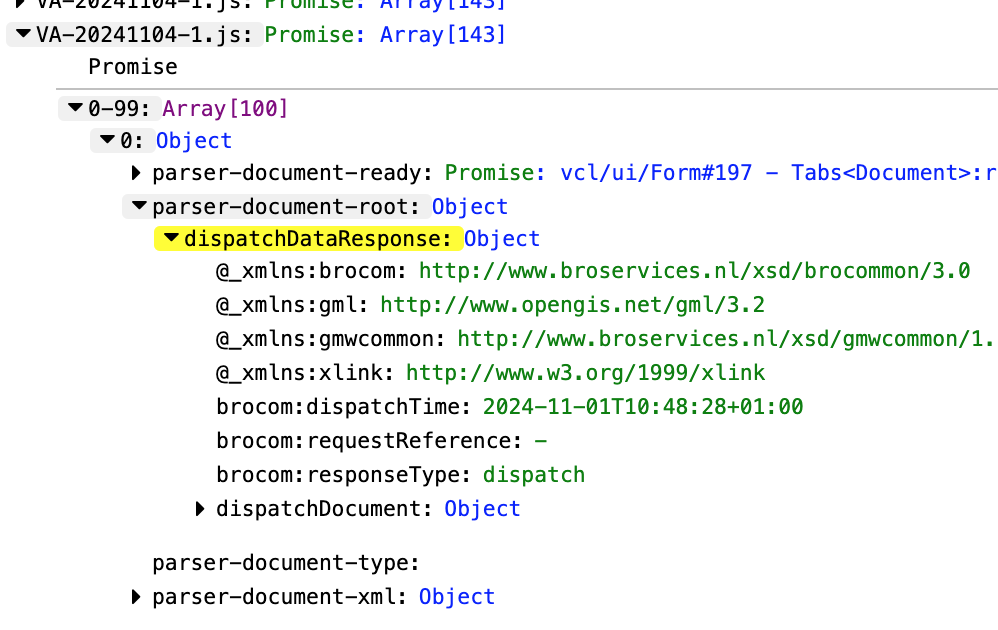 VA-20241104-1.js: Promise: Array[143]
VA-20241104-1.js: Promise: Array[143]
Promise
0-99: Array[100]
0: Object
parser-document-ready: Promise: vcl/ui/Form#197 - Tabs<Document>:r
parser-document-root: Object
dispatchDataResponse: Object
@_xmlns:brocom: http://www.broservices.nl/xsd/brocommon/3.0
@_xmlns:gml: http://www.opengis.net/gml/3.2
@_xmlns:gmwcommon: http://www.broservices.nl/xsd/gmwcommon/1.
@_xmlns:xlink: http://www.w3.org/1999/xlink
brocom:dispatchTime: 2024-11-01T10:48:28+01:00
brocom:requestReference: -
brocom:responseType: dispatch
dispatchDocument: Object
parser-document-type:
parser-document-xml: Object